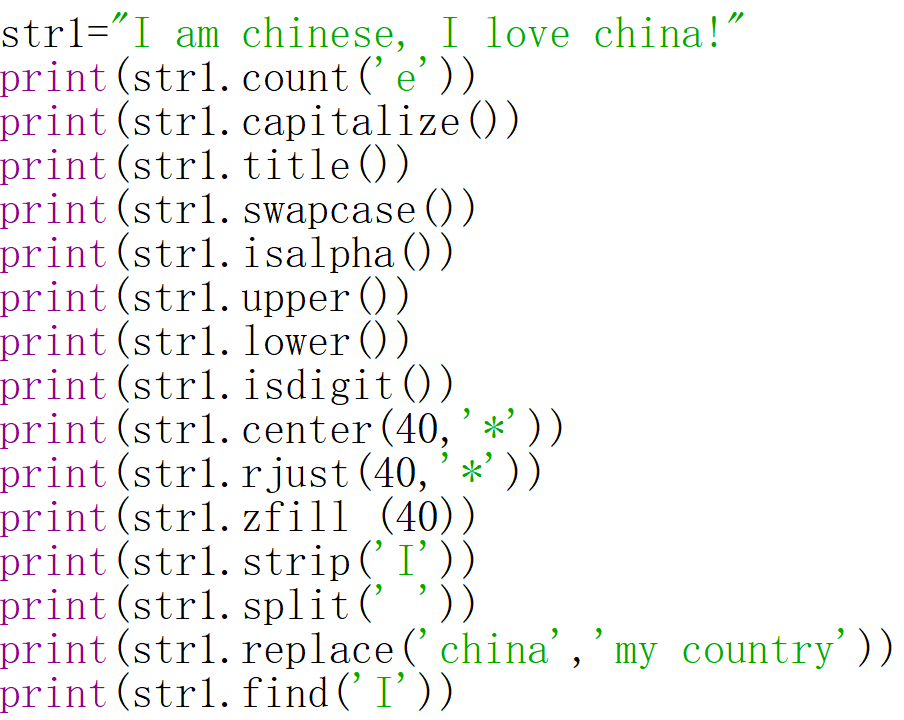 str1="I am chinese, I love china!"
print(str1.count('e'))
print(str1.capitalize())
print(str1.title())
print(str1.swapcase())
print(str1.isalpha())
print(str1.upper())
print(str1.lower())
print(str1.isdigit())
print(str1.center(40,'*'))
print(str1.rjust(40,'*'))
print(str1.zfill (40))
print(str1.strip('I'))
print(str1.split(' '))
print(str1.replace('china','my country'))
print(str1.find('I'))